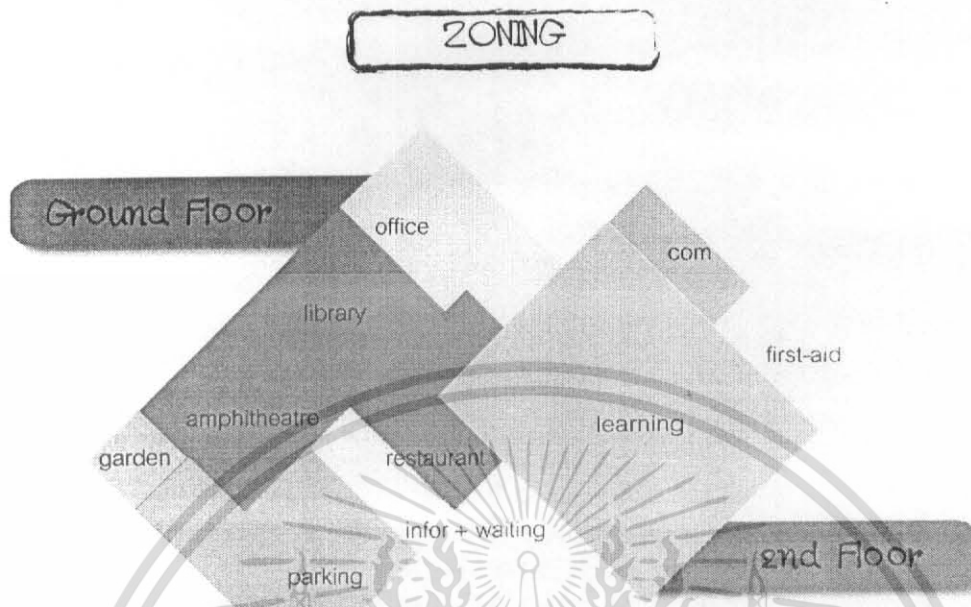 ZONING
Ground Floor
office
com
library
first-aid
amphitheatre
learning
garden
restaurant
infor + waiting
2nd Floor
parking